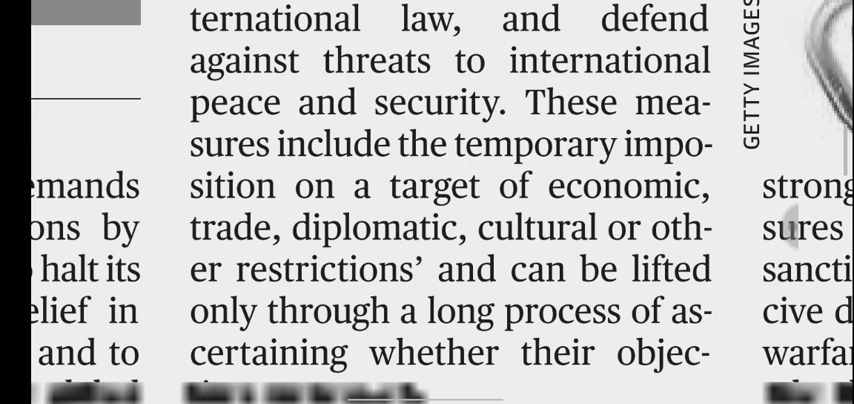 emands
ons by
halt its
elief in
and to
ternational law, and defend
against threats to international
peace and security. These mea-
sures include the temporary impo-
sition on a target of economic,
trade, diplomatic, cultural or oth-
er restrictions’ and can be lifted
only through a long process of as-
certaining whether their objec-
GETTY IMAGES
strong
sures
sancti
cive d
warfa